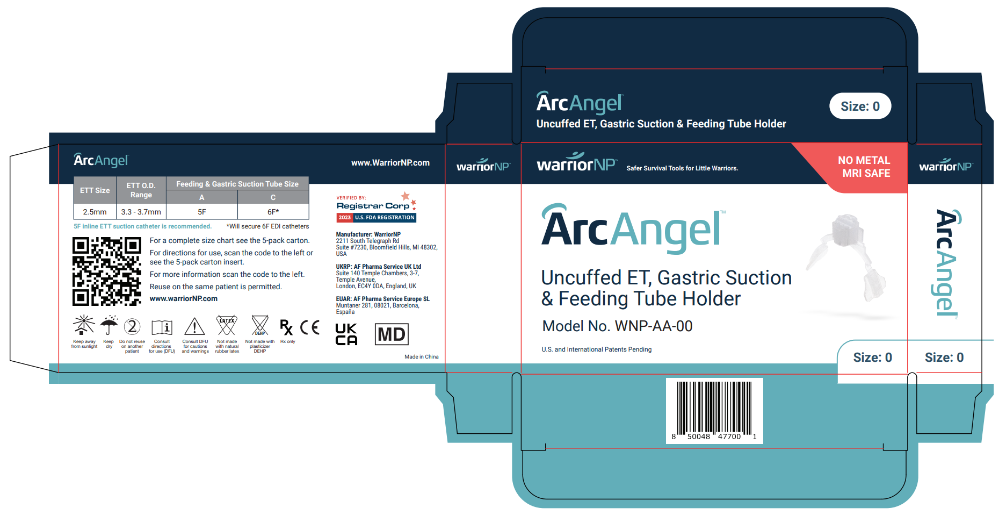 ArcAngel™
Uncuffed ET, Gastric Suction & Feeding Tube Holder
Size: 0
ArcAngel™
www.WarriorNP.com
ETT Size
ETT O.D.
Range
Feeding & Gastric Suction Tube Size
A
C
2.5mm
3.3 - 3.7mm
5F
6F*
5F inline ETT suction catheter is recommended.
*Will secure 6F EDI catheters
For a complete size chart see the 5-pack carton.
For directions for use, scan the code to the left or
see the 5-pack carton insert.
For more information scan the code to the left.
Reuse on the same patient is permitted.
www.warriorNP.com
VERIFIED BY:
Registrar Corp
2023 U.S. FDA REGISTRATION
Manufacturer: WarriorNP
2211 South Telegraph Rd
Suite #7230, Bloomfield Hills, MI 48302,
USA
UKRP: AF Pharma Service UK Ltd
Suite 140 Temple Chambers, 3-7,
Temple Avenue,
London, EC4Y 0DA, England, UK
EUAR: AF Pharma Service Europe SL
Muntaner 281, 08021, Barcelona,
España
2
i
!
LATEX
DEHP
Rx
CE
UK
CA
MD
Keep away
from sunlight
Keep
dry
Do not reuse
on another
patient
Consult
directions
for use (DFU)
Consult DFU
for cautions
and warnings
Not made
with natural
rubber latex
Not made with
plasticizer
DEHP
Rx only
Made in China
warriorNP™
warriorNP™
Safer Survival Tools for Little Warriors.
NO METAL
MRI SAFE
ArcAngel™
Uncuffed ET, Gastric Suction
& Feeding Tube Holder
Model No. WNP-AA-00
U.S. and International Patents Pending
Size: 0
warriorNP™
ArcAngel™
Size: 0
8 50048 47700 1